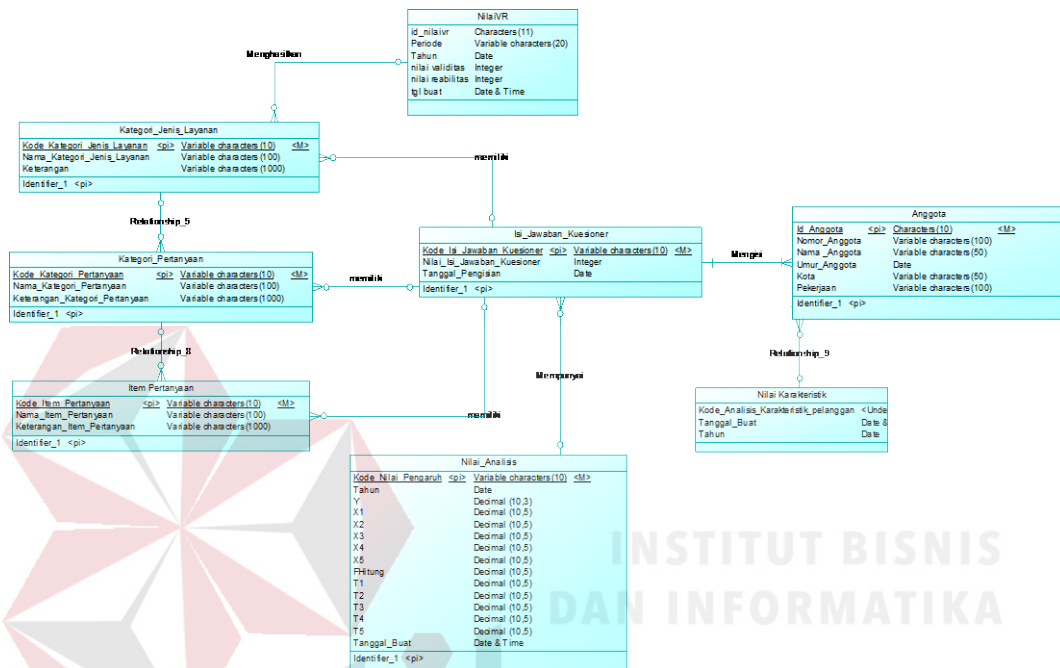 NilaiVR
id_nilaivr Characters (11)
Periode Variable characters (20)
Tahun Date
nilai validitas Integer
nilai reabilitas Integer
tgl buat Date & Time
Menghasilkan
Kategori_Jenis_Layanan
Kode_Kategori_Jenis_Layanan <pi> Variable characters (10) <M>
Nama_Kategori_Jenis_Layanan Variable characters (100)
Keterangan Variable characters (1000)
Identifier_1 <pi>
memiliki
Relationship_5
Isi_Jawaban_Kuesioner
Kode_Isi_Jawaban_Kuesioner <pi> Variable characters (10) <M>
Nilai_Isi_Jawaban_Kuesioner Integer
Tanggal_Pengisian Date
Identifier_1 <pi>
Mengisi
Anggota
Id_Anggota <pi> Characters (10) <M>
Nomor_Anggota Variable characters (100)
Nama_Anggota Variable characters (50)
Umur_Anggota Date
Kota Variable characters (50)
Pekerjaan Variable characters (100)
Identifier_1 <pi>
Kategori_Pertanyaan
Kode_Kategori_Pertanyaan <pi> Variable characters (10) <M>
Nama_Kategori_Pertanyaan Variable characters (100)
Keterangan_Kategori_Pertanyaan Variable characters (1000)
Identifier_1 <pi>
memiliki
Relationship_8
Relationship_9
Mempunyai
Item Pertanyaan
Kode_Item_Pertanyaan <pi> Variable characters (10) <M>
Nama_Item_Pertanyaan Variable characters (100)
Keterangan_Item_Pertanyaan Variable characters (1000)
Identifier_1 <pi>
memiliki
Nilai Karakteristik
Kode_Analisis_Karakteristik_pelanggan <Unde
Tanggal_Buat Date &
Tahun Date
Nilai_Analisis
Kode_Nilai_Pengaruh <pi> Variable characters (10) <M>
Tahun Date
Y Decimal (10,3)
X1 Decimal (10,5)
X2 Decimal (10,5)
X3 Decimal (10,5)
X4 Decimal (10,5)
X5 Decimal (10,5)
FHitung Decimal (10,5)
T1 Decimal (10,5)
T2 Decimal (10,5)
T3 Decimal (10,5)
T4 Decimal (10,5)
T5 Decimal (10,5)
Tanggal_Buat Date & Time
Identifier_1 <pi>
INSTITUT BISNIS
DAN INFORMATIKA